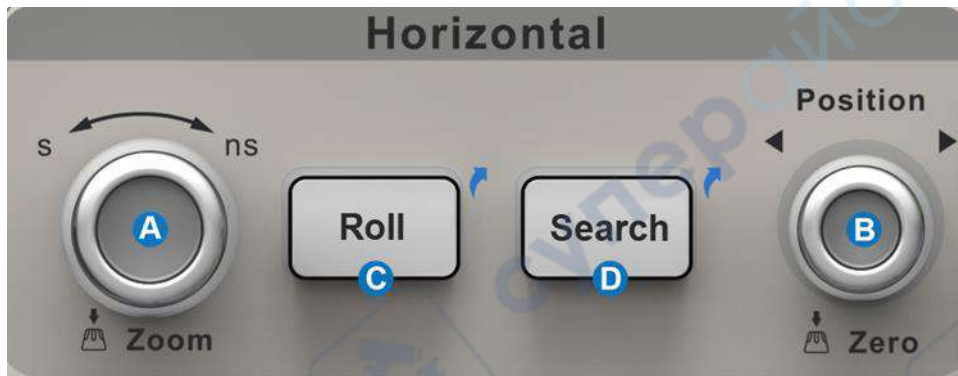 Horizontal
Position
s
ns
A
Roll
Search
B
C
D
Zoom
Zero